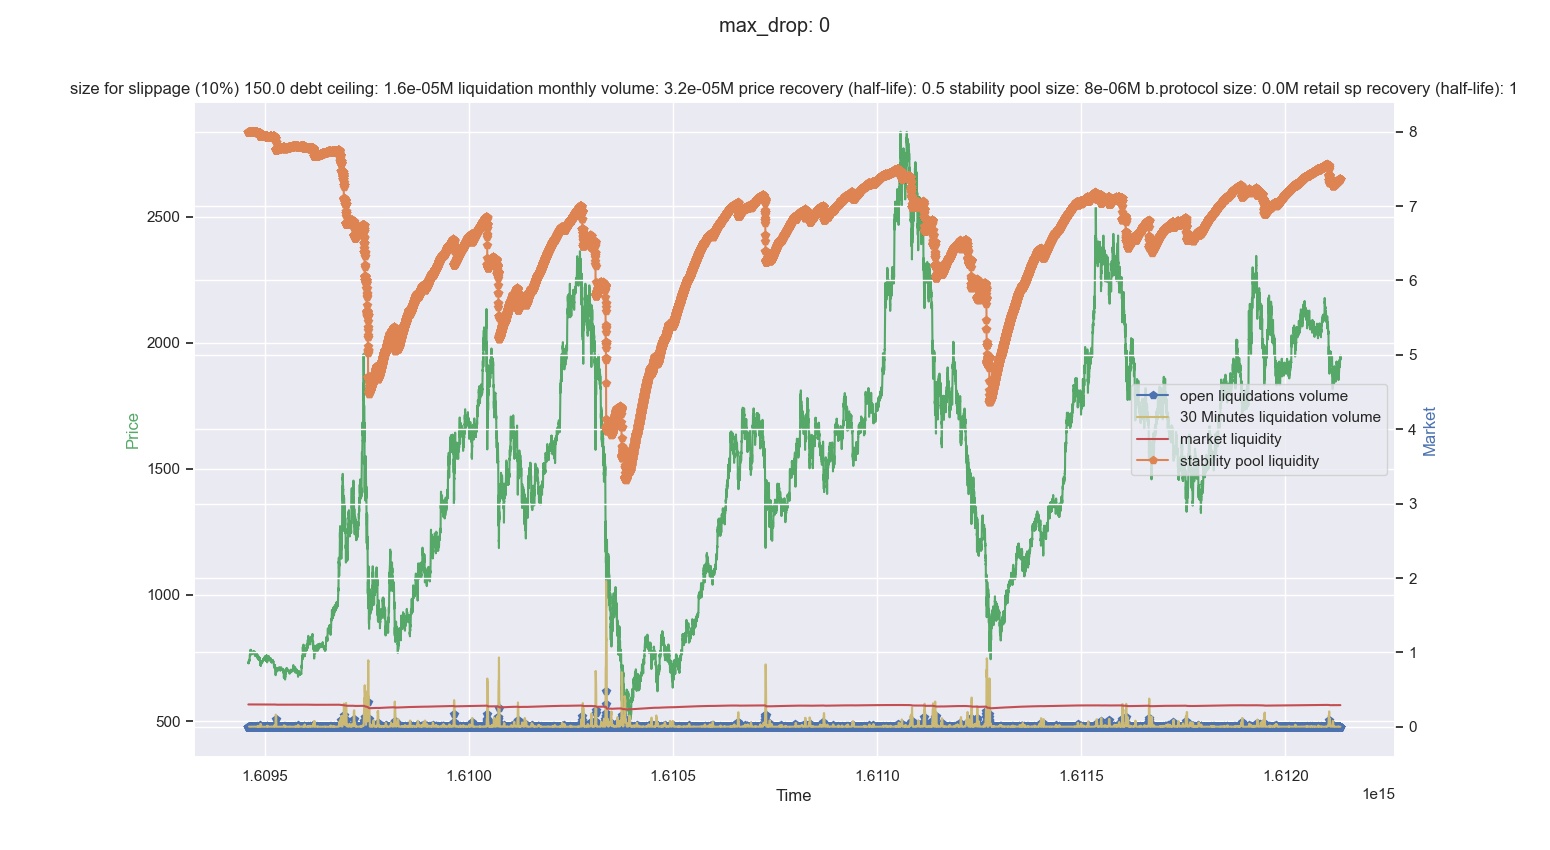 max_drop: 0
size for slippage (10%) 150.0 debt ceiling: 1.6e-05M liquidation monthly volume: 3.2e-05M price recovery (half-life): 0.5 stability pool size: 8e-06M b.protocol size: 0.0M retail sp recovery (half-life): 1
8
7
6
5
4
3
2
1
0
2500
2000
1500
1000
500
Price
Market
open liquidations volume
30 Minutes liquidation volume
market liquidity
stability pool liquidity
1.6095 1.6100 1.6105 1.6110 1.6115 1.6120
Time
1e15